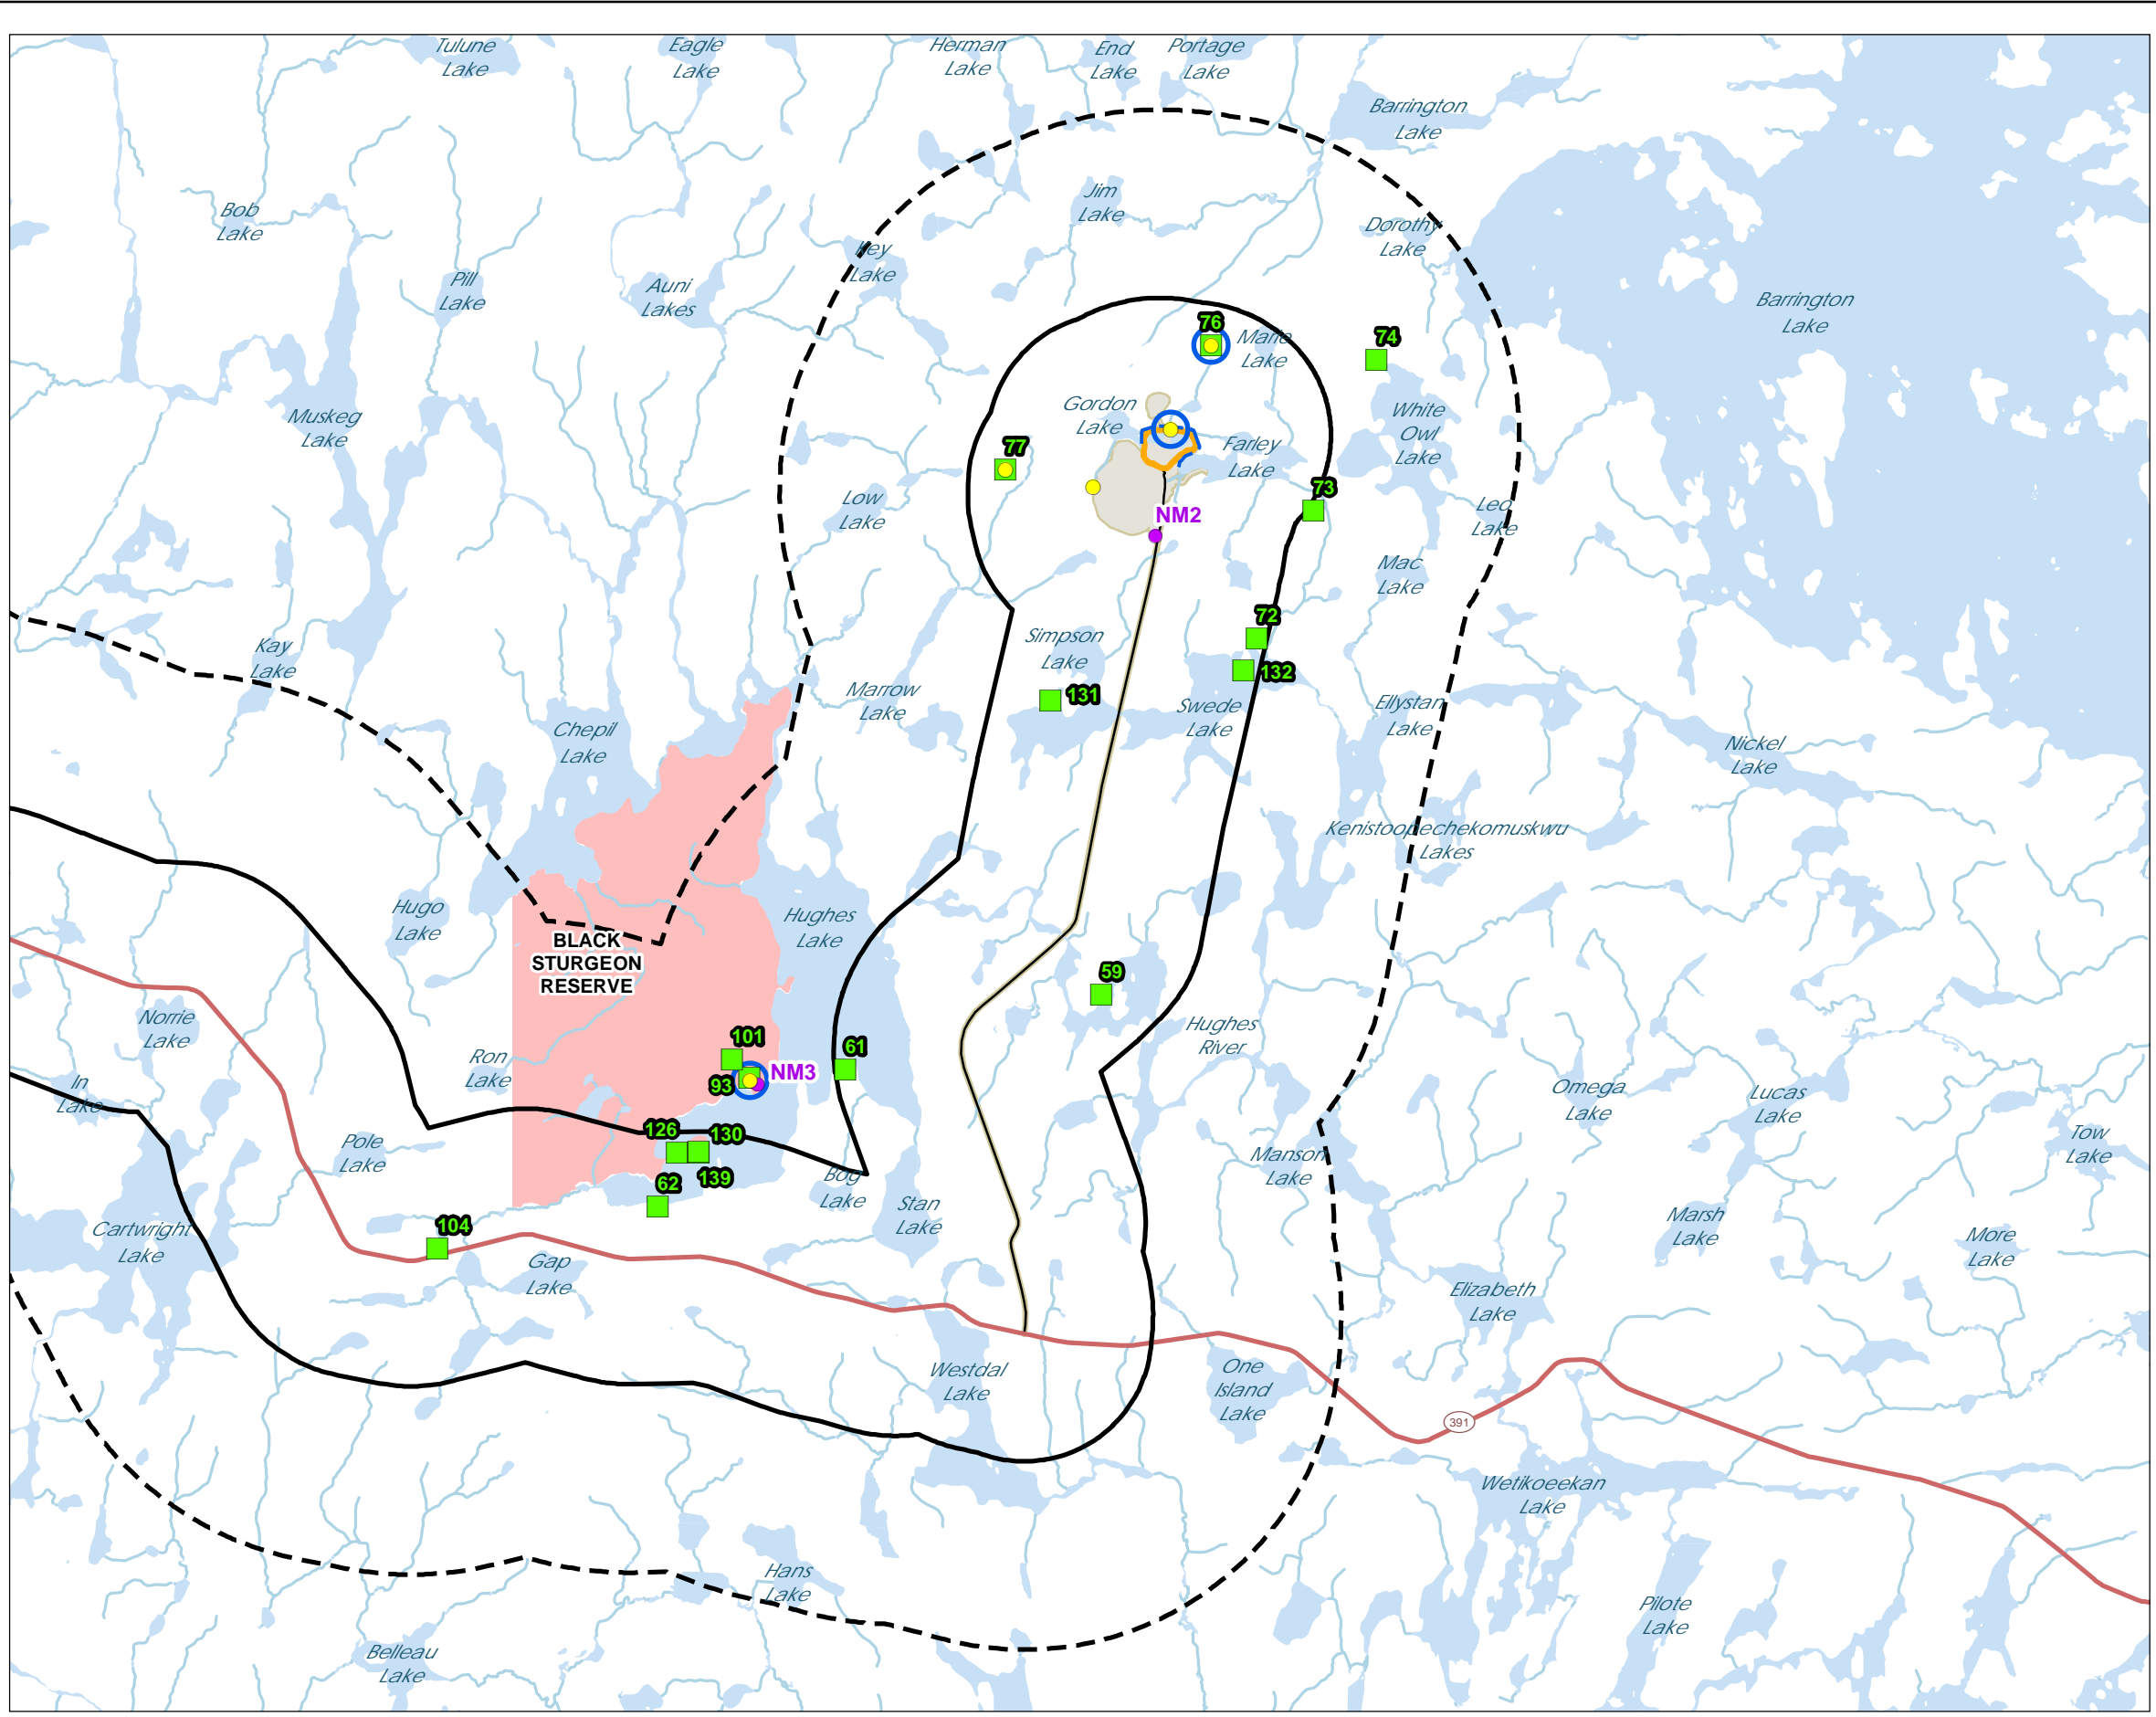 Tulune
Lake
Eagle
Lake
Herman
Lake
End
Lake
Portage
Lake
Barrington
Lake
Bob
Lake
Jim
Lake
Dorothy
Lake
Key
Lake
Pill
Lake
Auni
Lakes
Barrington
Lake
76
Marie
Lake
74
Muskeg
Lake
Gordon
Lake
White
Owl
Lake
77
Farley
Lake
73
Low
Lake
NM2
Leo
Lake
Mac
Lake
72
Kay
Lake
Simpson
Lake
132
131
Marrow
Lake
Swede
Lake
Ellystan
Lake
Chepil
Lake
Nickel
Lake
Kenistoopechekomuskwu
Lakes
Hugo
Lake
Hughes
Lake
BLACK
STURGEON
RESERVE
59
Norrie
Lake
Hughes
River
101
61
Ron
Lake
NM3
93
In
Lake
Omega
Lake
Lucas
Lake
126
130
Pole
Lake
Tow
Lake
Manson
Lake
139
62
Bog
Lake
Stan
Lake
104
Cartwright
Lake
Marsh
Lake
More
Lake
Gap
Lake
Elizabeth
Lake
Westdal
Lake
One
Island
Lake
391
Wetikoeekan
Lake
Hans
Lake
Pilote
Lake
Belleau
Lake